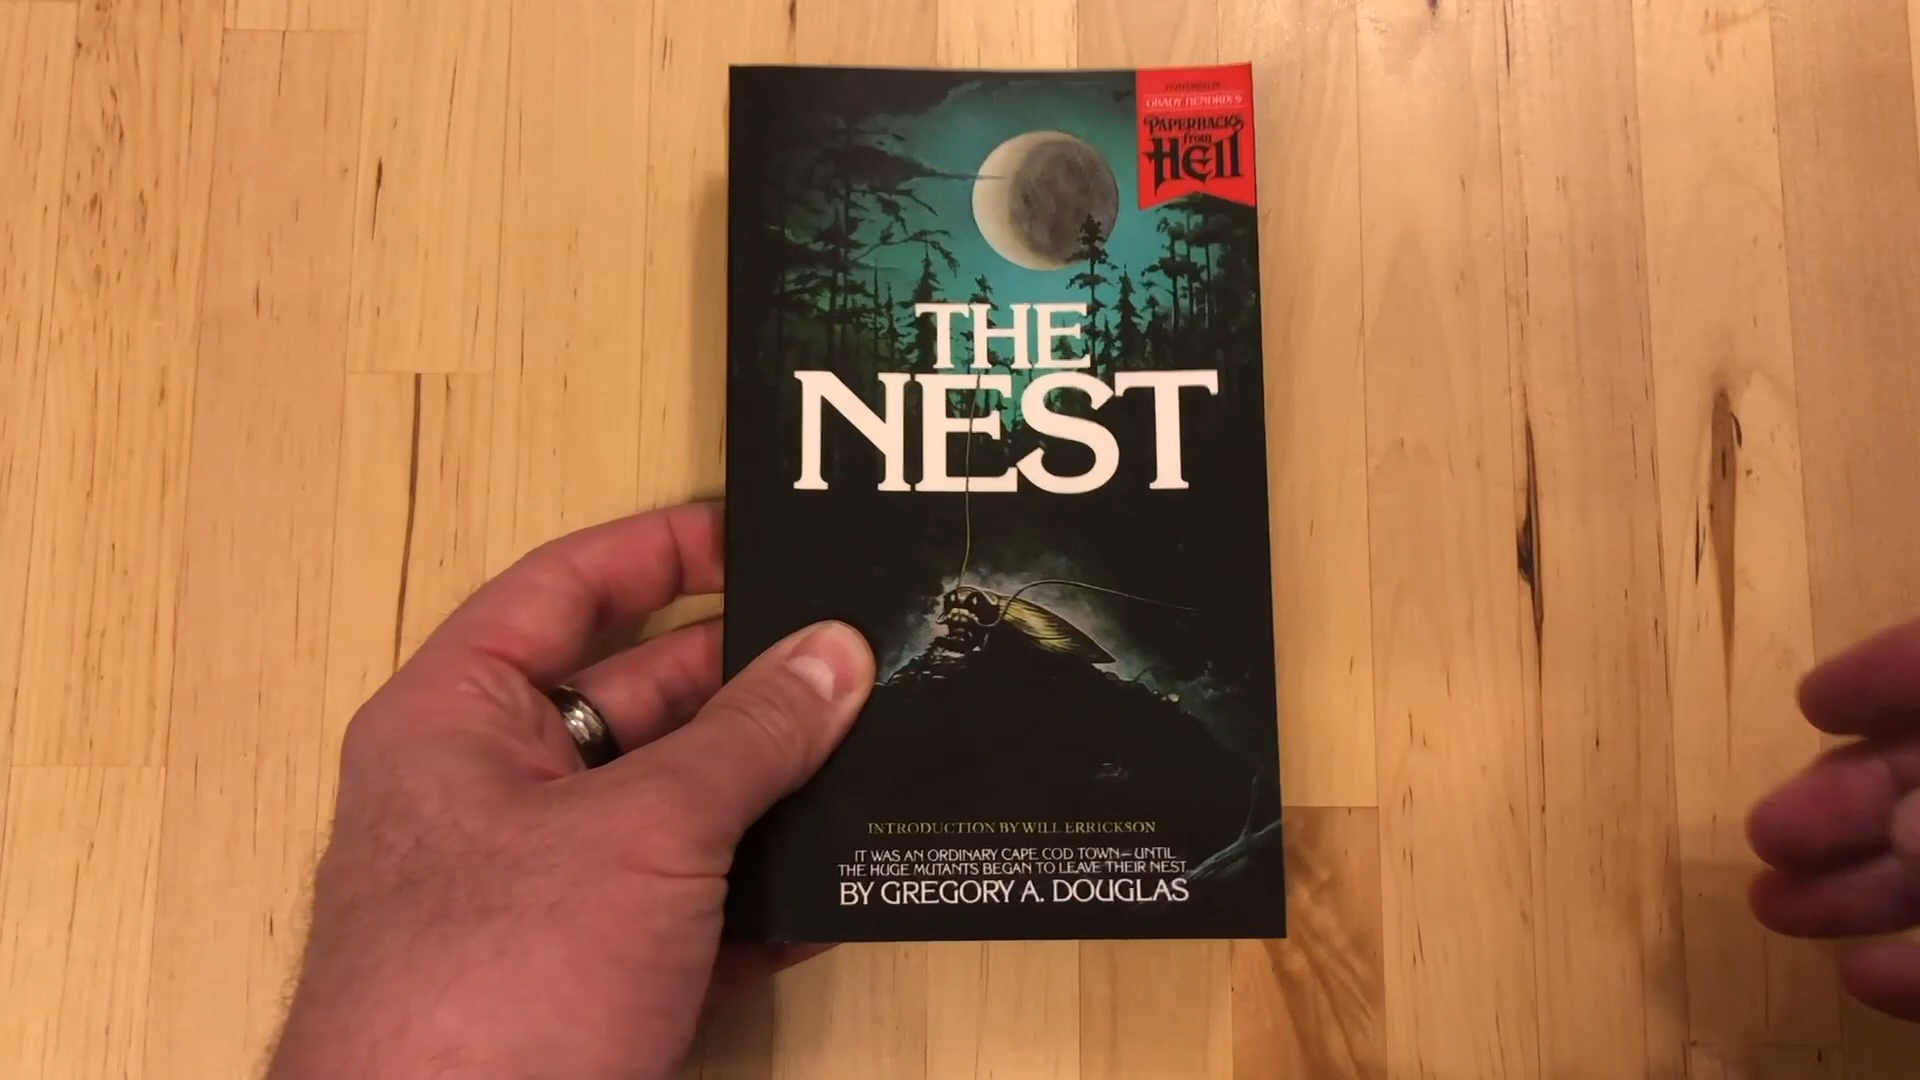 FEATURED IN
GRADY HENDRIX'S
PAPERBACKS
from
HELL
THE
NEST
INTRODUCTION BY WILL ERRICKSON
IT WAS AN ORDINARY CAPE COD TOWN—UNTIL
THE HUGE MUTANTS BEGAN TO LEAVE THEIR NEST...
BY GREGORY A. DOUGLAS